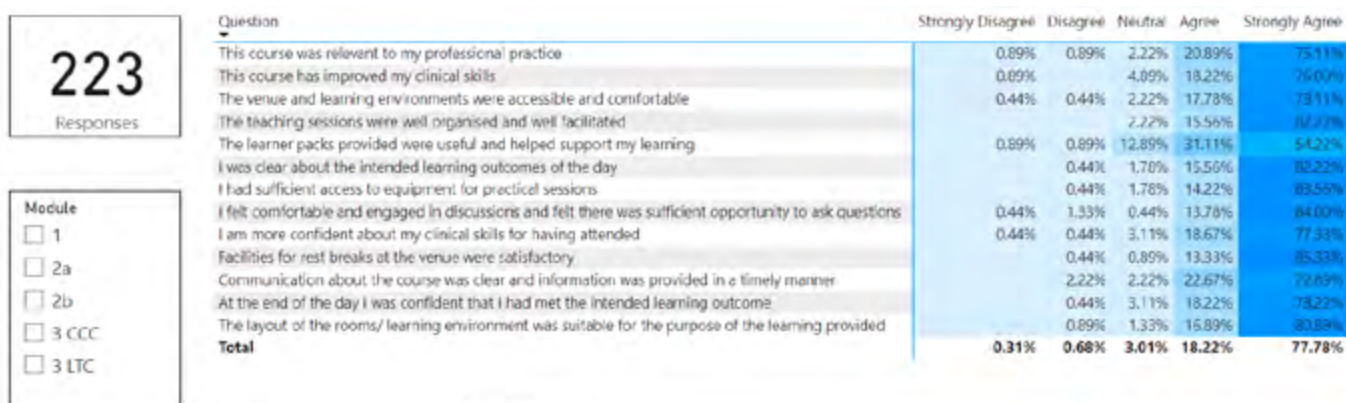 223
Responses
Module
1
2a
2b
3 CCC
3 LTC
Question Strongly Disagree Disagree Neutral Agree Strongly Agree
This course was relevant to my professional practice 0.89% 0.89% 2.22% 20.89% 75.11%
This course has improved my clinical skills 0.89% 4.89% 18.22% 76.00%
The venue and learning environments were accessible and comfortable 0.44% 0.44% 2.22% 17.78% 79.11%
The teaching sessions were well organised and well facilitated 2.22% 15.56% 82.22%
The learner packs provided were useful and helped support my learning 0.89% 0.89% 12.89% 31.11% 54.22%
I was clear about the intended learning outcomes of the day 0.44% 1.78% 15.56% 82.22%
I had sufficient access to equipment for practical sessions 0.44% 1.78% 14.22% 83.56%
I felt comfortable and engaged in discussions and felt there was sufficient opportunity to ask questions 0.44% 1.33% 0.44% 13.78% 84.00%
I am more confident about my clinical skills for having attended 0.44% 0.44% 3.11% 18.67% 77.33%
Facilities for rest breaks at the venue were satisfactory 0.44% 0.89% 13.33% 85.33%
Communication about the course was clear and information was provided in a timely manner 2.22% 2.22% 22.67% 72.89%
At the end of the day I was confident that I had met the intended learning outcome 0.44% 3.11% 18.22% 78.22%
The layout of the rooms/ learning environment was suitable for the purpose of the learning provided 0.89% 1.33% 16.89% 80.89%
Total 0.31% 0.68% 3.01% 18.22% 77.78%